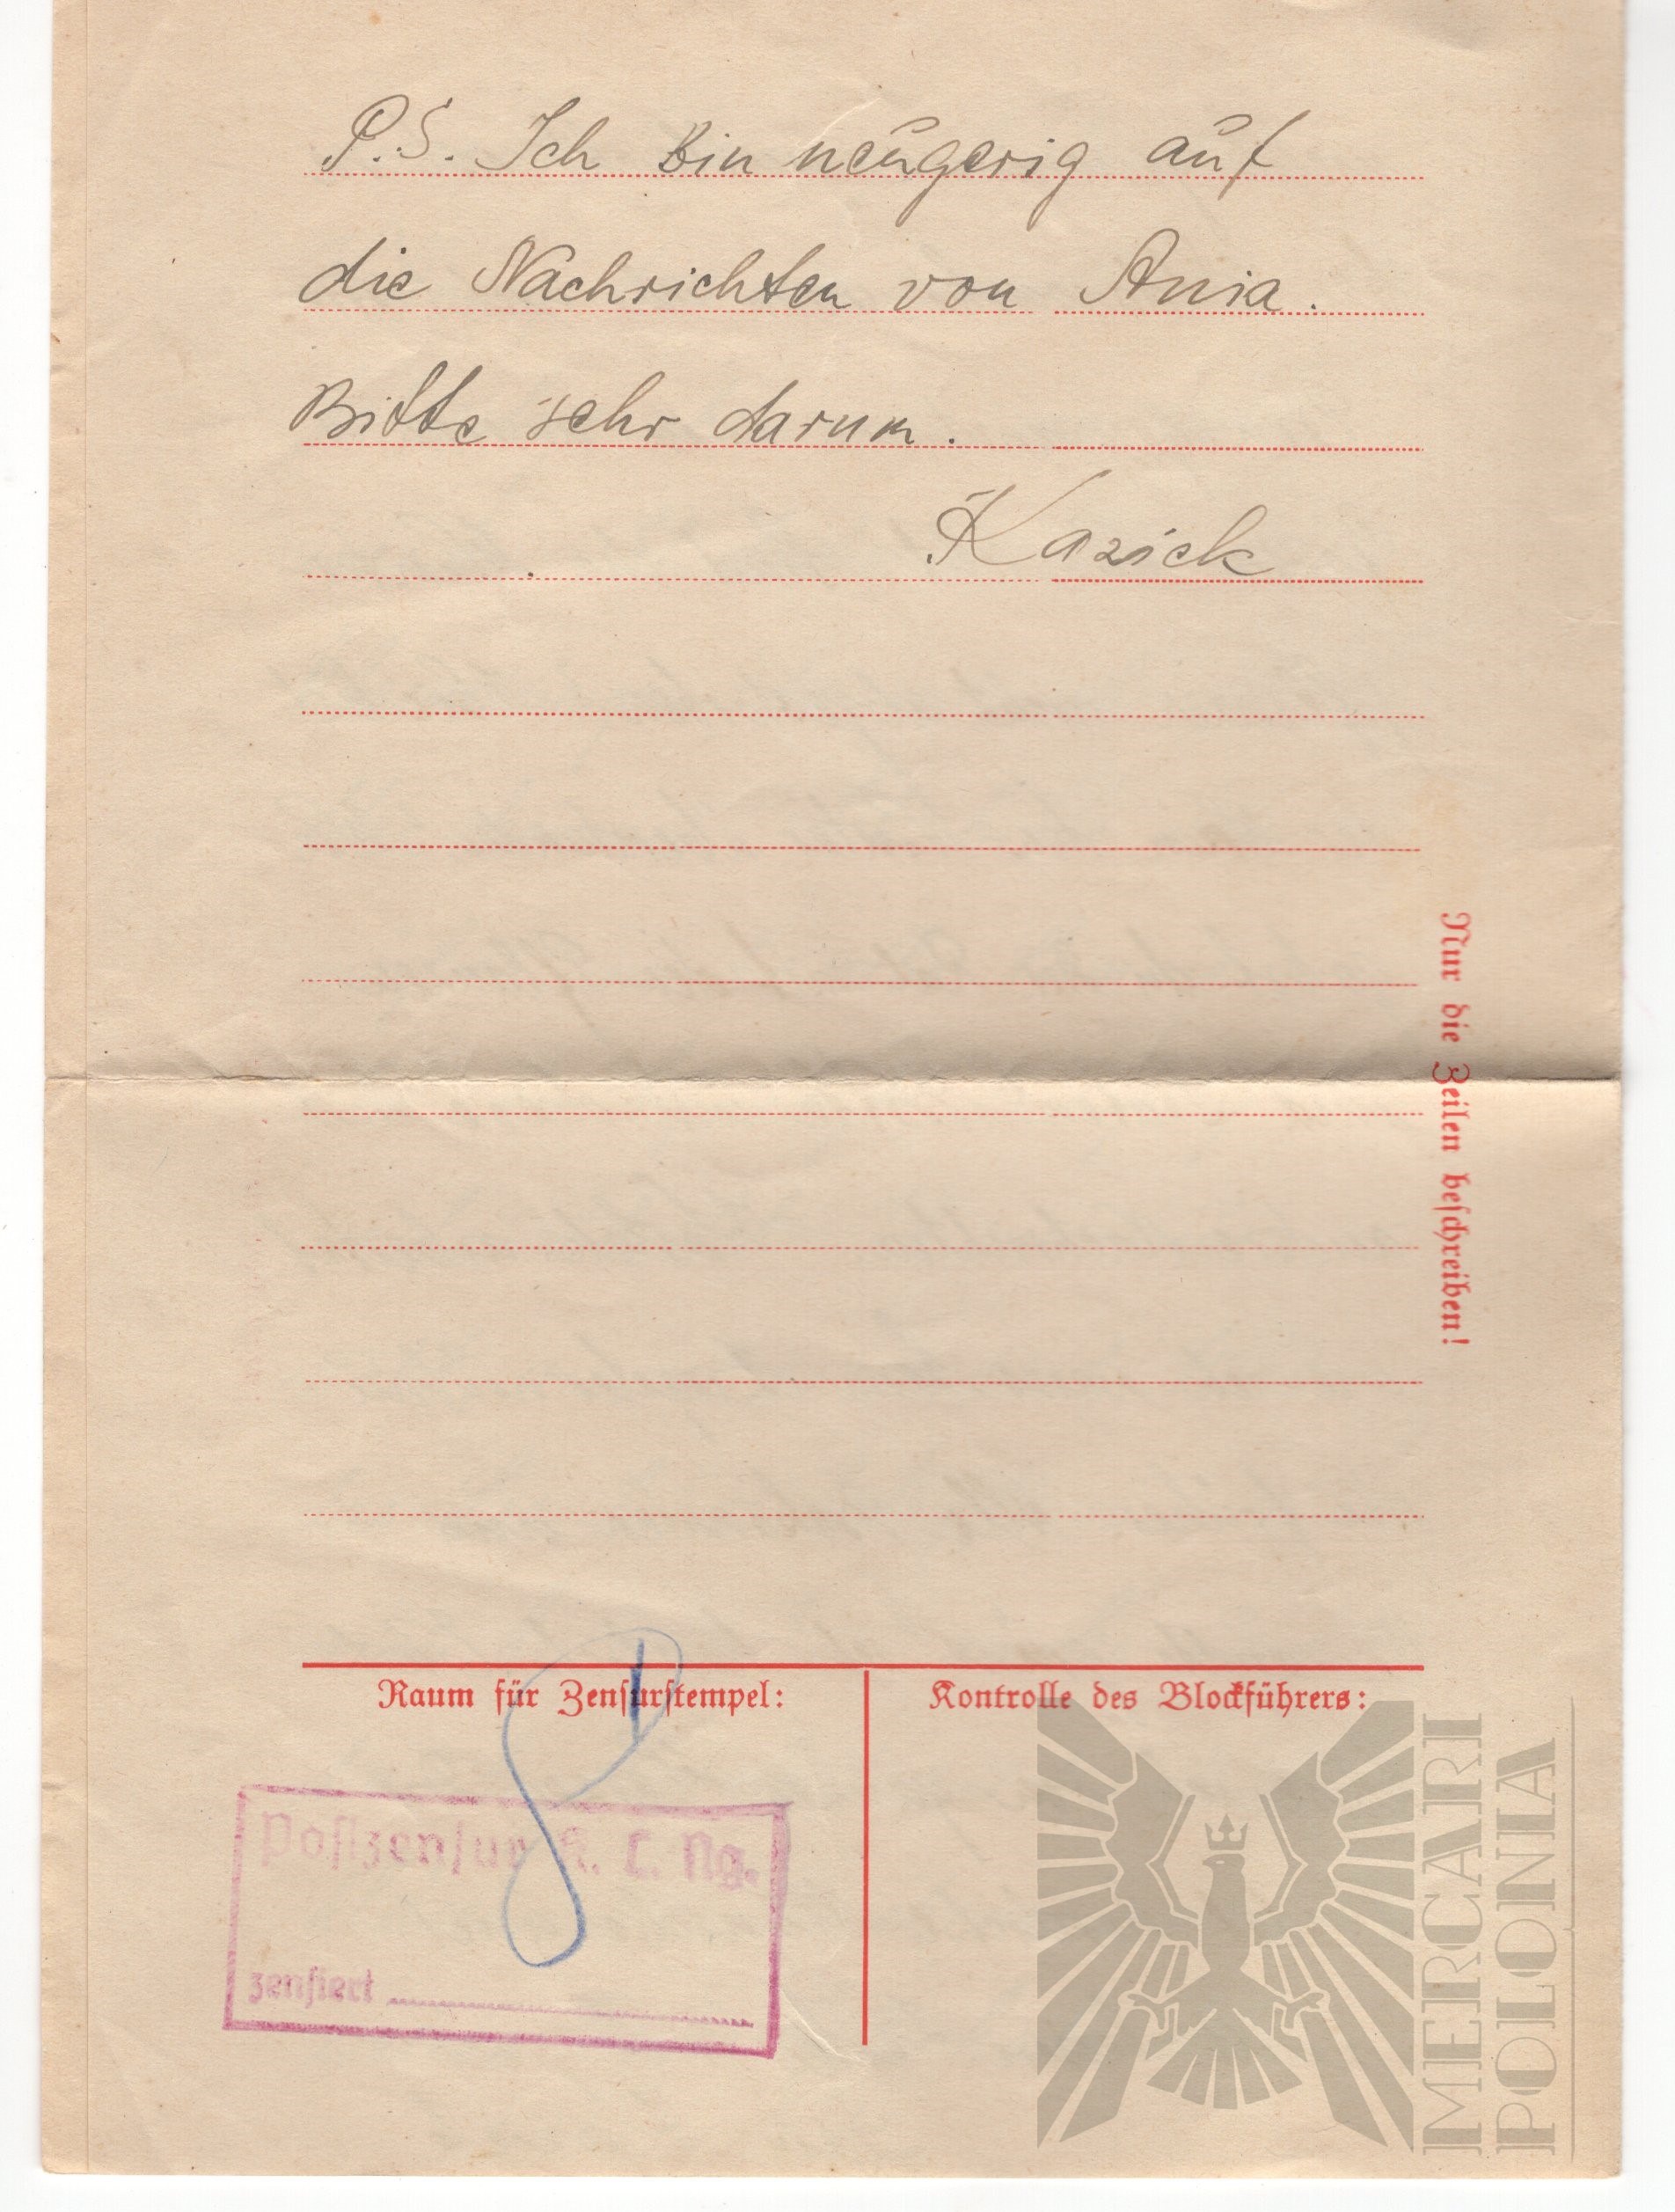 P.S. Ich Bin neugerig auf
die Nachrichten von Ania.
Bitte sehr darum.
Kazick
Nur die Zeilen beschreiben!
Raum für Zensurstempel:
Kontrolle des Blockführers:
Postzensur K. L. Ng.
zensiert
MERCARI
POLONIA